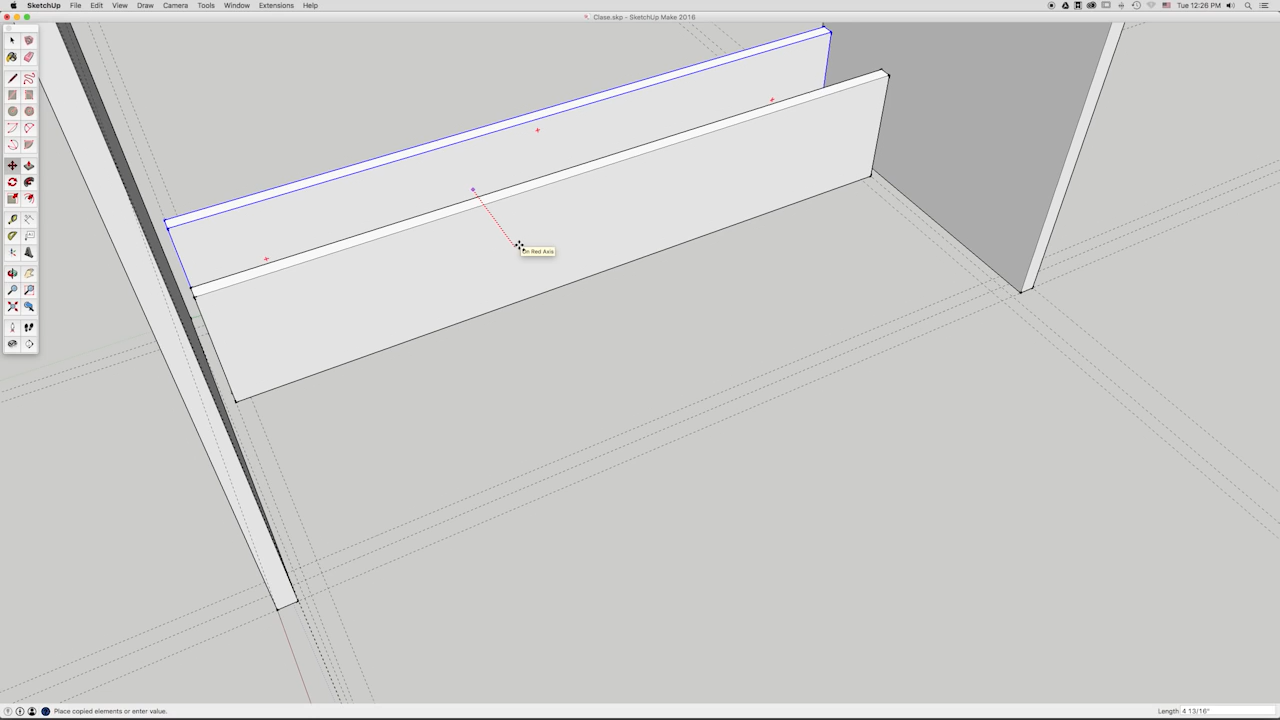 SketchUp File Edit View Draw Camera Tools Window Extensions Help
Tue 12:26 PM
Clase.skp - SketchUp Make 2016
On Red Axis
Place copied elements or enter value.
Length 4 13/16"